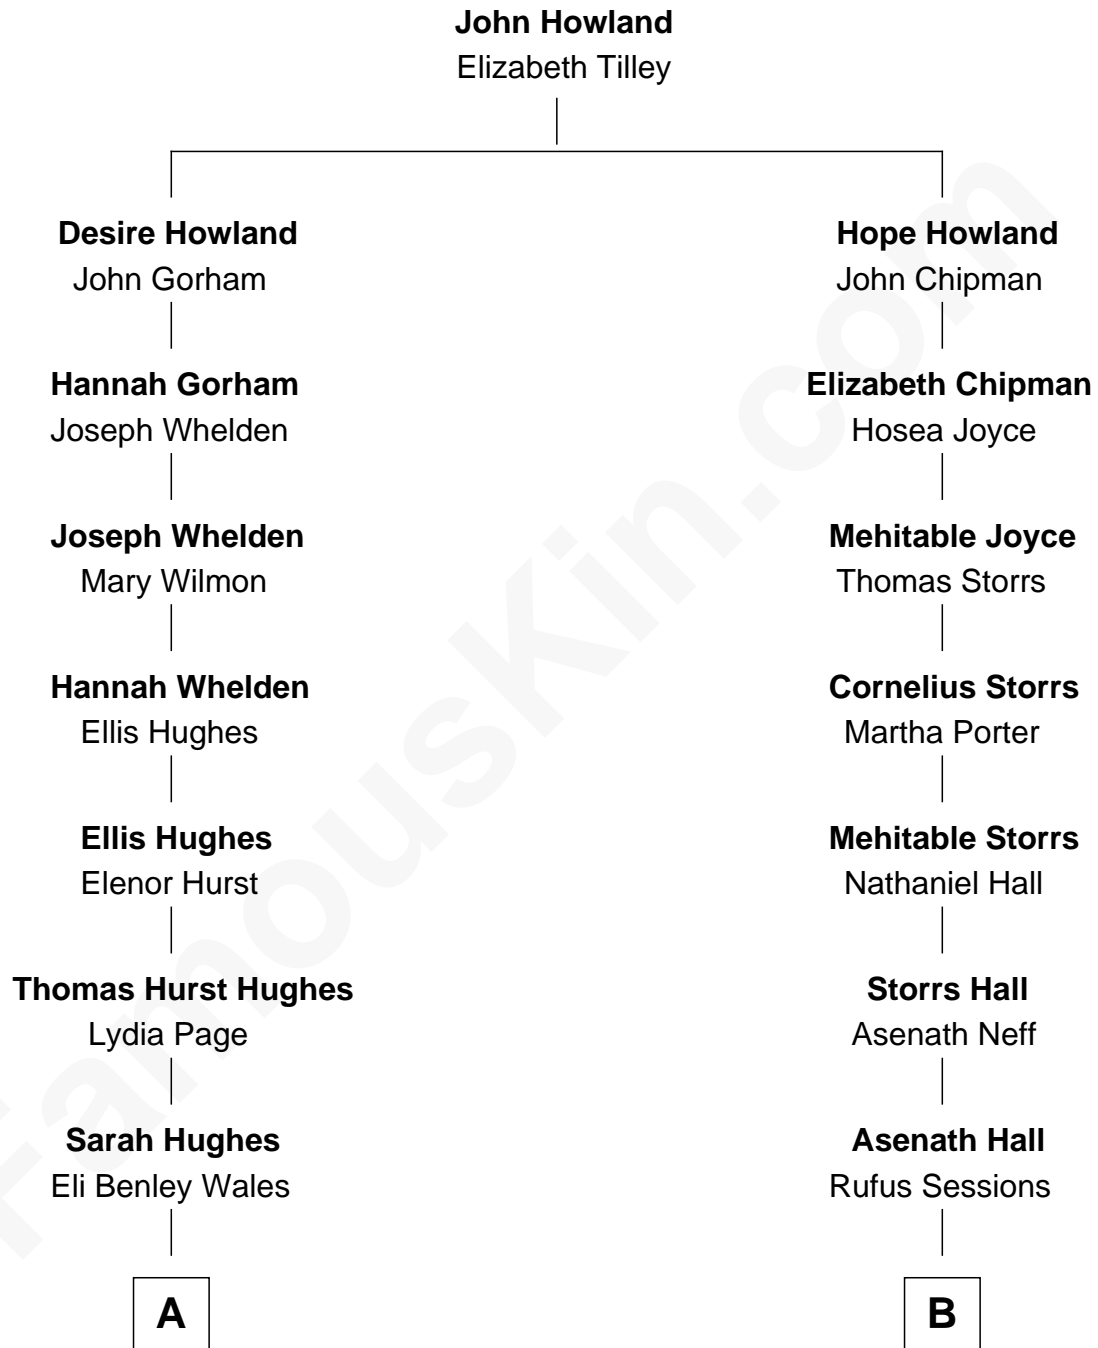 John Howland
Elizabeth Tilley
Desire Howland
John Gorham
Hannah Gorham
Joseph Whelden
Joseph Whelden
Mary Wilmon
Hannah Whelden
Ellis Hughes
Ellis Hughes
Elenor Hurst
Thomas Hurst Hughes
Lydia Page
Sarah Hughes
Eli Benley Wales
A
Hope Howland
John Chipman
Elizabeth Chipman
Hosea Joyce
Mehitable Joyce
Thomas Storrs
Cornelius Storrs
Martha Porter
Mehitable Storrs
Nathaniel Hall
Storrs Hall
Asenath Neff
Asenath Hall
Rufus Sessions
B
FamousKin.com